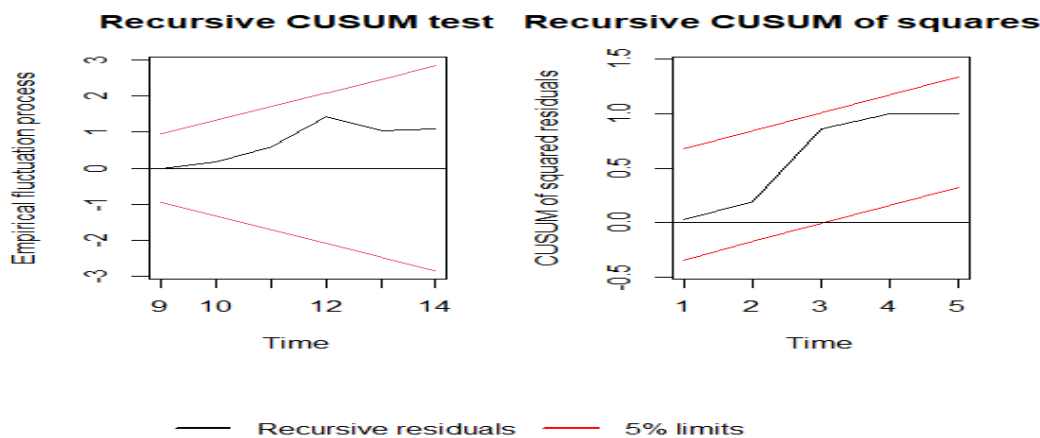 Recursive CUSUM test
Empirical fluctuation process
3
2
1
0
-1
-2
-3
9 10 12 14
Time
Recursive CUSUM of squares
CUSUM of squared residuals
1.5
1.0
0.5
0.0
-0.5
1 2 3 4 5
Time
Recursive residuals 5% limits